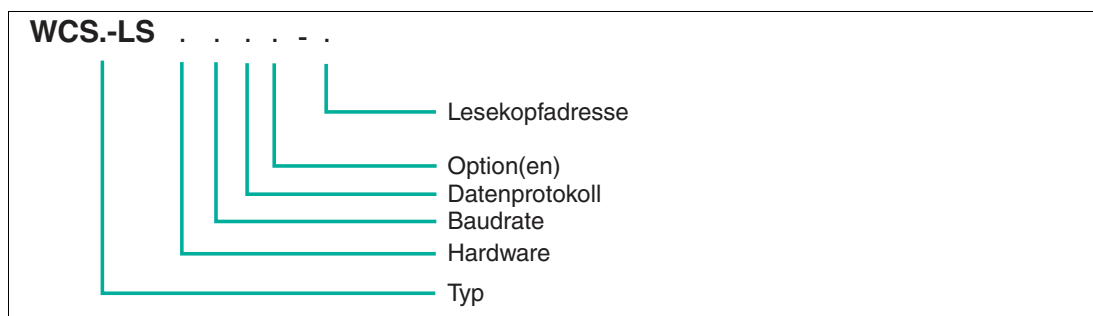 WCS.-LS . . . . - .
Lesekopfadresse
Option(en)
Datenprotokoll
Baudrate
Hardware
Typ